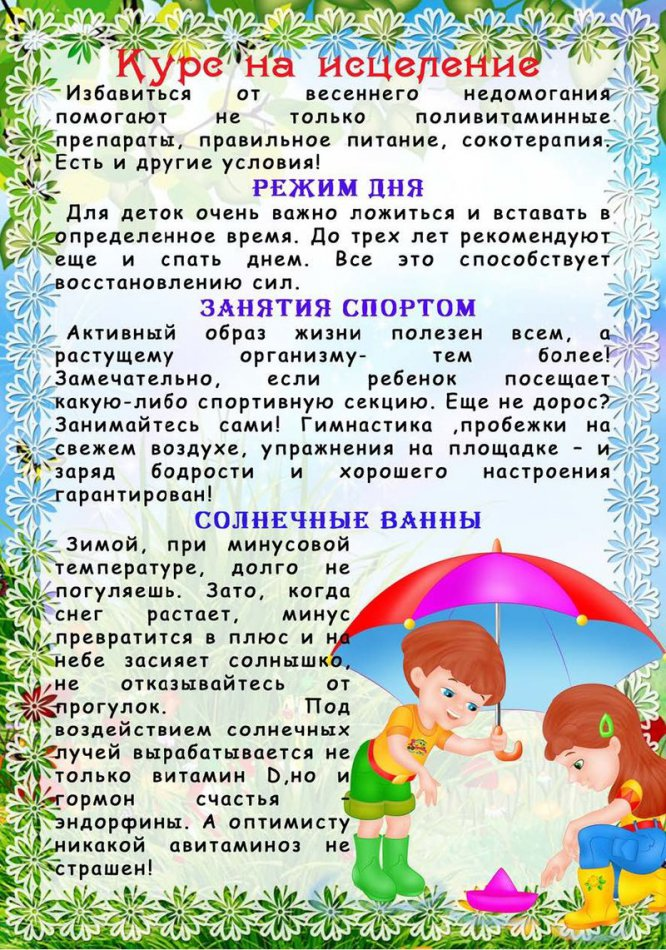 Курс на исцеление
Избавиться от весеннего недомогания
помогают не только поливитаминные
препараты, правильное питание, сокотерапия.
Есть и другие условия!
РЕЖИМ ДНЯ
Для деток очень важно ложиться и вставать в
определенное время. До трех лет рекомендуют
еще и спать днем. Все это способствует
восстановлению сил.
ЗАНЯТИЯ СПОРТОМ
Активный образ жизни полезен всем, а
растущему организму- тем более!
Замечательно, если ребенок посещает
какую-либо спортивную секцию. Еще не дорос?
Занимайтесь сами! Гимнастика ,пробежки на
свежем воздухе, упражнения на площадке – и
заряд бодрости и хорошего настроения
гарантирован!
СОЛНЕЧНЫЕ ВАННЫ
Зимой, при минусовой
температуре, долго не
погуляешь. Зато, когда
снег растает, минус
превратится в плюс и на
небе засияет солнышко,
не отказывайтесь от
прогулок. Под
воздействием солнечных
лучей вырабатывается не
только витамин D,но и
гормон счастья –
эндорфины. А оптимисту
никакой авитаминоз не
страшен!